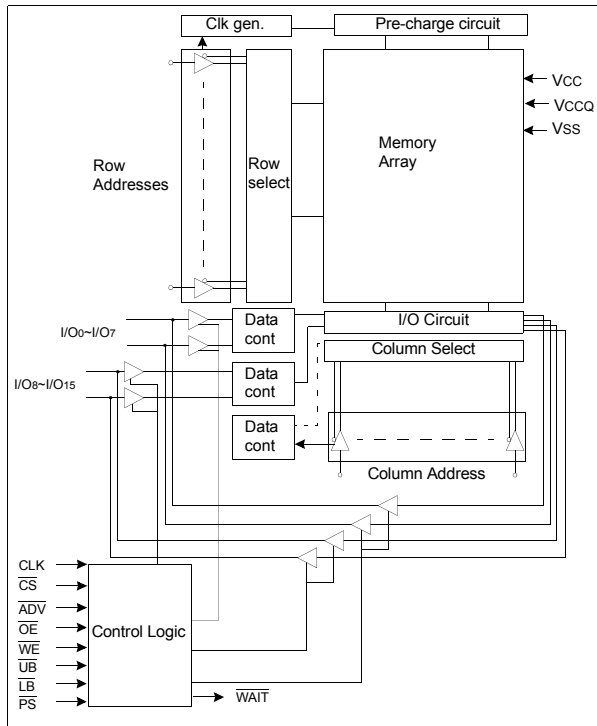 Clk gen.
Pre-charge circuit
VCC
VCCQ
VSS
Row
Addresses
Row
select
Memory
Array
I/O0~I/O7
Data
cont
I/O Circuit
Column Select
I/O8~I/O15
Data
cont
Data
cont
Column Address
CLK
CS
ADV
OE
WE
UB
LB
PS
Control Logic
WAIT